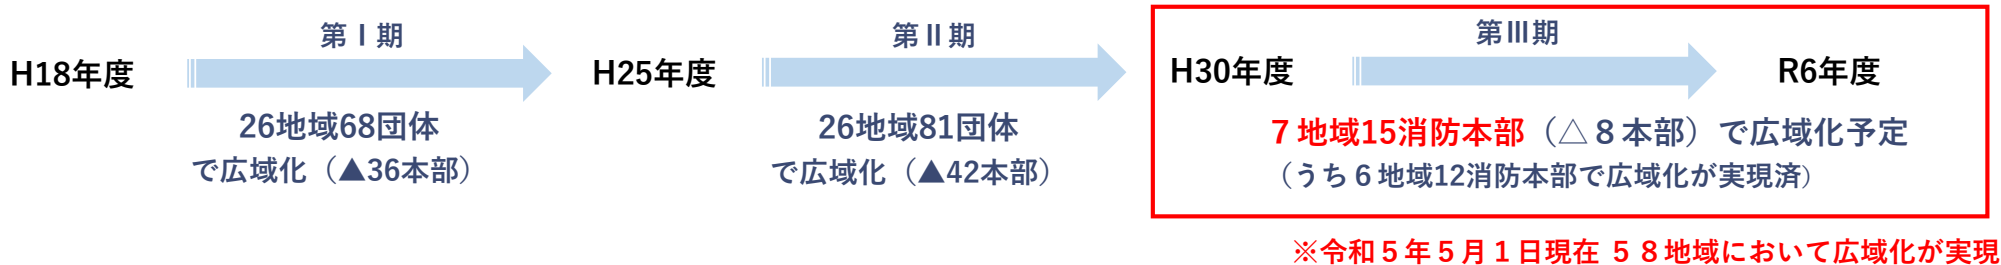 第Ⅰ期
H18年度
26地域68団体
で広域化（▲36本部）
第Ⅱ期
H25年度
26地域81団体
で広域化（▲42本部）
第Ⅲ期
H30年度
R6年度
７地域15消防本部（△８本部）で広域化予定
（うち６地域12消防本部で広域化が実現済）
※令和５年５月１日現在 ５８地域において広域化が実現